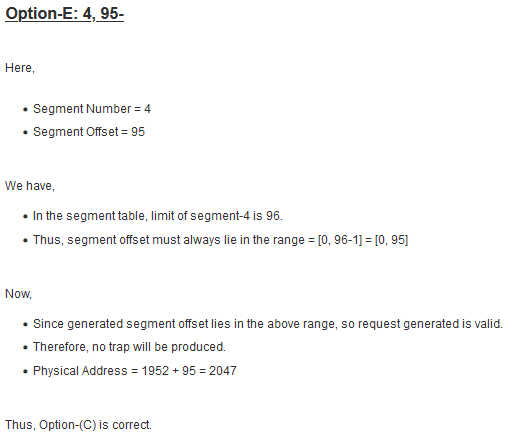 Option-E: 4, 95-
Here,
• Segment Number = 4
• Segment Offset = 95
We have,
• In the segment table, limit of segment-4 is 96.
• Thus, segment offset must always lie in the range = [0, 96-1] = [0, 95]
Now,
• Since generated segment offset lies in the above range, so request generated is valid.
• Therefore, no trap will be produced.
• Physical Address = 1952 + 95 = 2047
Thus, Option-(C) is correct.